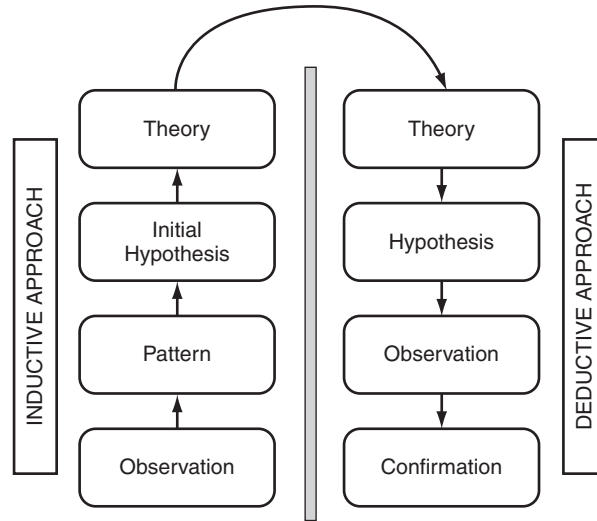 INDUCTIVE APPROACH
Theory
Initial
Hypothesis
Pattern
Observation
Theory
Hypothesis
Observation
Confirmation
DEDUCTIVE APPROACH